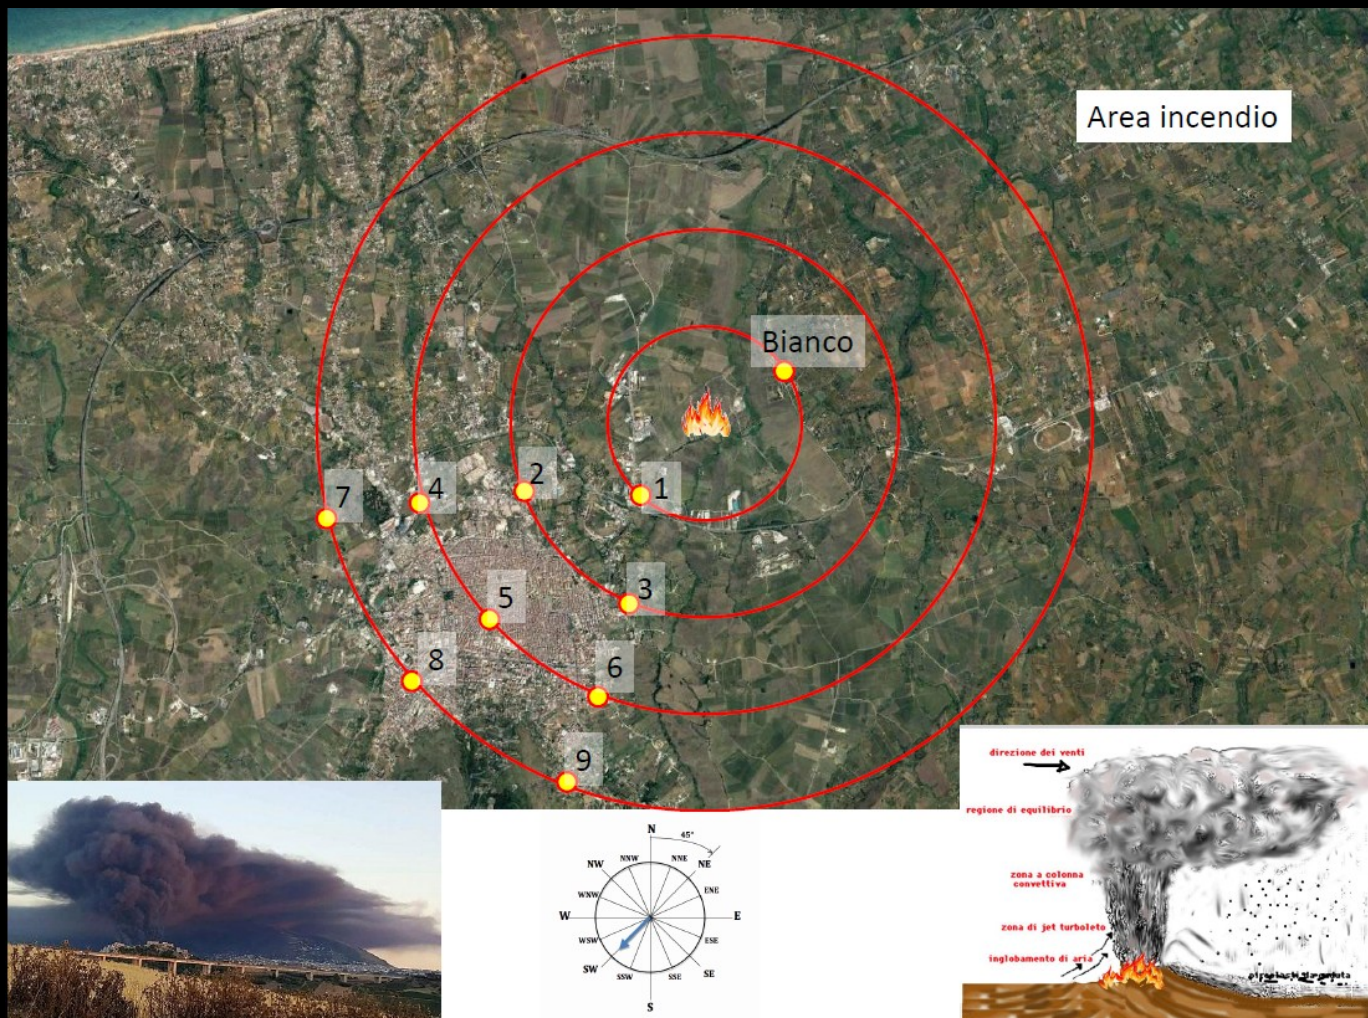 Area incendio
Bianco
1
2
3
4
5
6
7
8
9
N
45°
NNW
NNE
NW
NE
WNW
ENE
W
E
WSW
ESE
SW
SE
SSW
SSE
S
direzione dei venti
regione di equilibrio
zona a colonna
convettiva
zona di jet turboleto
inglobamento di aria